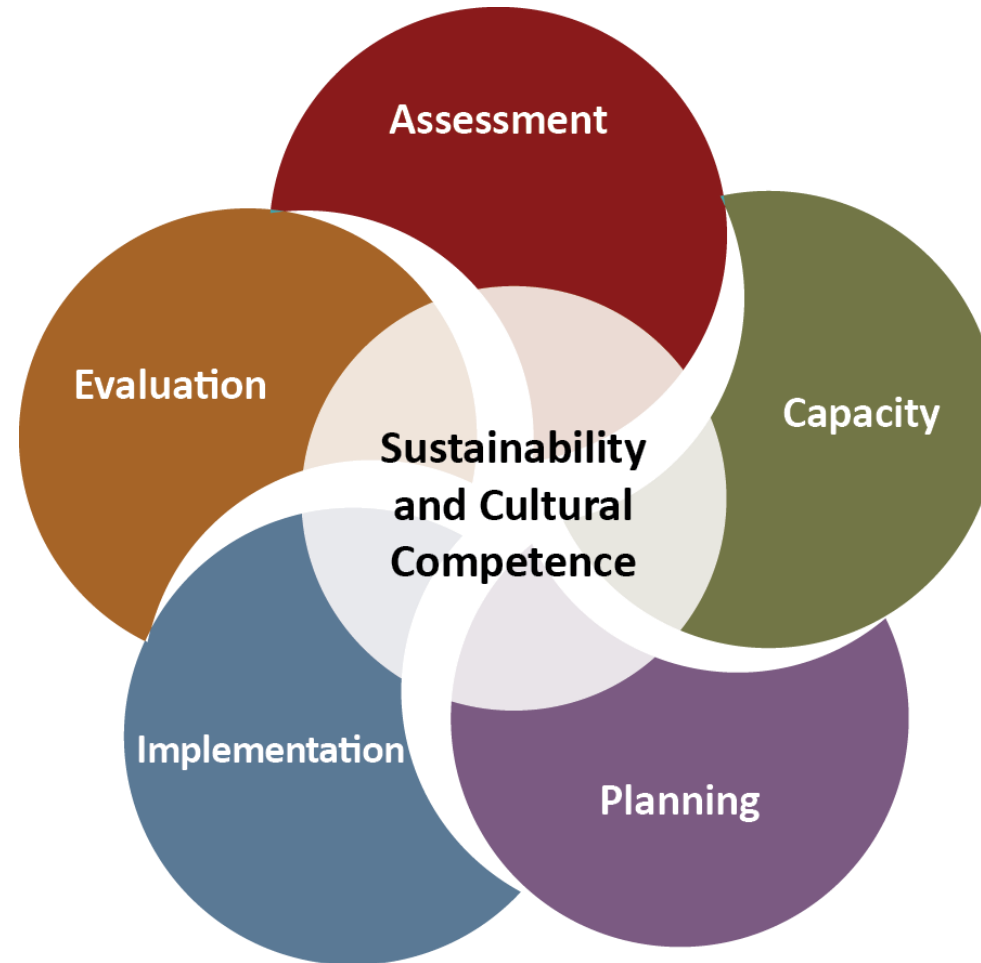 Assessment
Capacity
Planning
Implementation
Evaluation
Sustainability
and Cultural
Competence